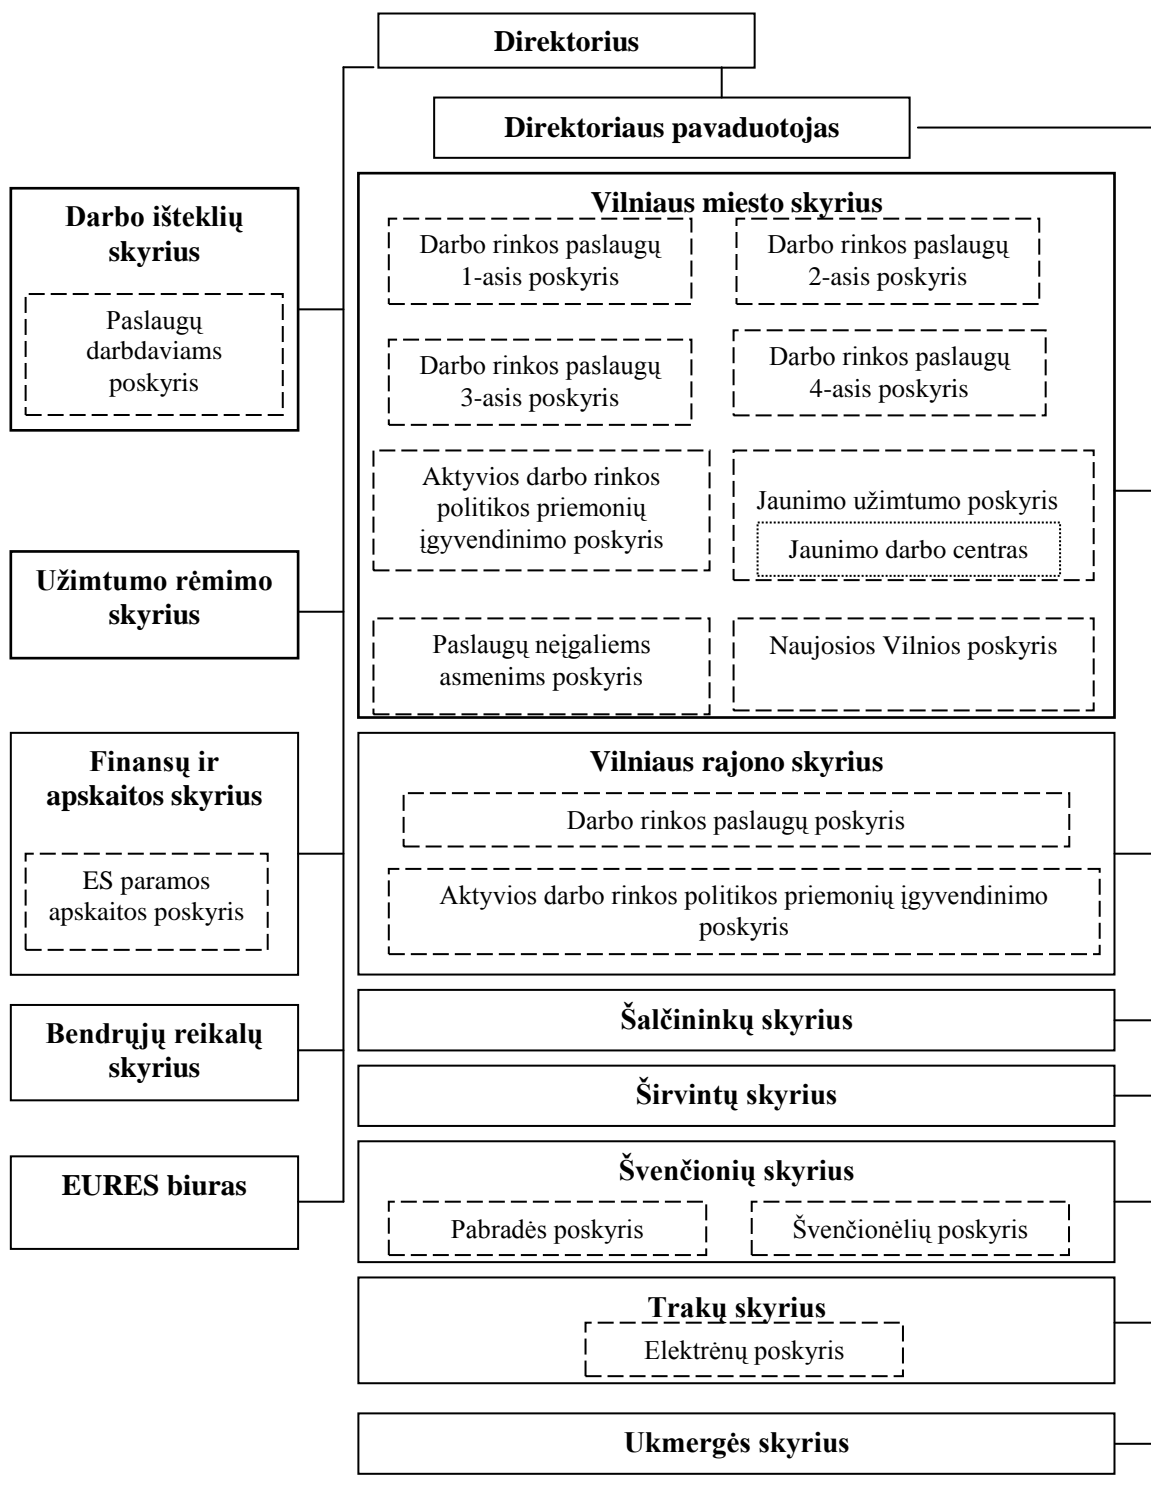 Direktorius
Direktoriaus pavaduotojas
Darbo išteklių
skyrius
Paslaugų
darbdaviams
poskyris
Užimtumo rėmimo
skyrius
Finansų ir
apskaitos skyrius
ES paramos
apskaitos poskyris
Bendrųjų reikalų
skyrius
EURES biuras
Vilniaus miesto skyrius
Darbo rinkos paslaugų
1-asis poskyris
Darbo rinkos paslaugų
2-asis poskyris
Darbo rinkos paslaugų
3-asis poskyris
Darbo rinkos paslaugų
4-asis poskyris
Aktyvios darbo rinkos
politikos priemonių
įgyvendinimo poskyris
Jaunimo užimtumo poskyris
Jaunimo darbo centras
Paslaugų neįgaliems
asmenims poskyris
Naujosios Vilnios poskyris
Vilniaus rajono skyrius
Darbo rinkos paslaugų poskyris
Aktyvios darbo rinkos politikos priemonių įgyvendinimo
poskyris
Šalčininkų skyrius
Širvintų skyrius
Švenčionių skyrius
Pabradės poskyris
Švenčionėlių poskyris
Trakų skyrius
Elektrėnų poskyris
Ukmergės skyrius